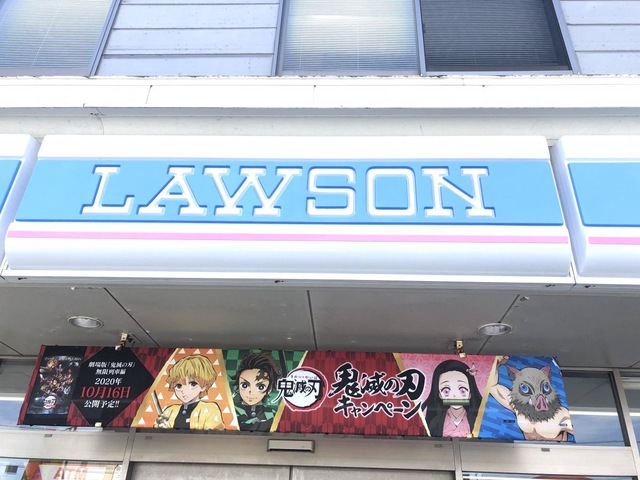 LAWSON
劇場版「鬼滅の刃」
無限列車編
2020年
10月16日
公開予定!!
鬼滅の刃
鬼滅の刃
キャンペーン
ATM